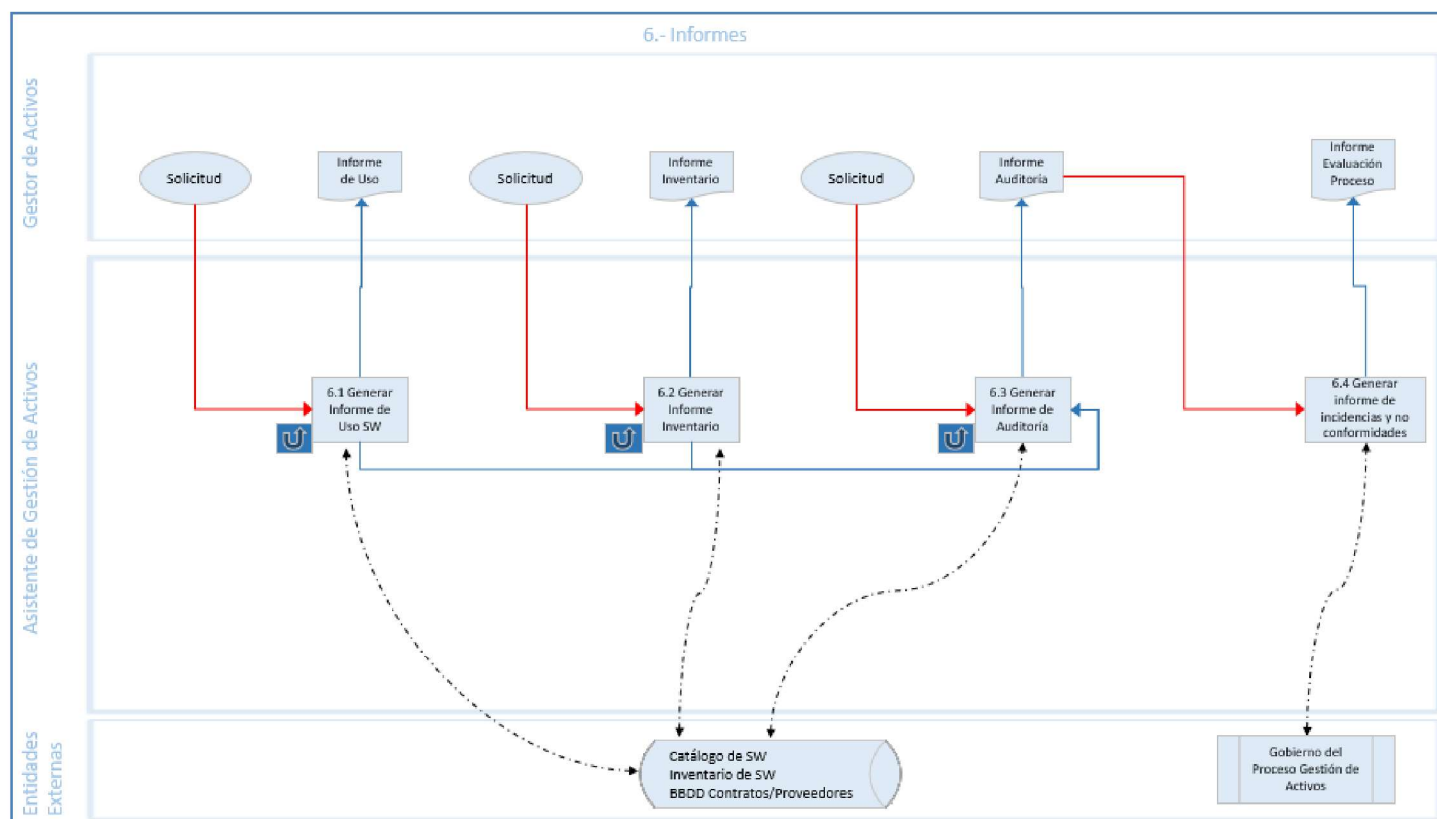 6.- Informes
Gestor de Activos
Solicitud
Informe
de Uso
Solicitud
Informe
Inventario
Solicitud
Informe
Auditoría
Informe
Evaluación
Proceso
Asistente de Gestión de Activos
6.1 Generar
Informe de
Uso SW
6.2 Generar
Informe
Inventario
6.3 Generar
Informe de
Auditoría
6.4 Generar
informe de
incidencias y no
conformidades
Entidades
Externas
Catálogo de SW
Inventario de SW
BBDD Contratos/Proveedores
Gobierno del
Proceso Gestión de
Activos